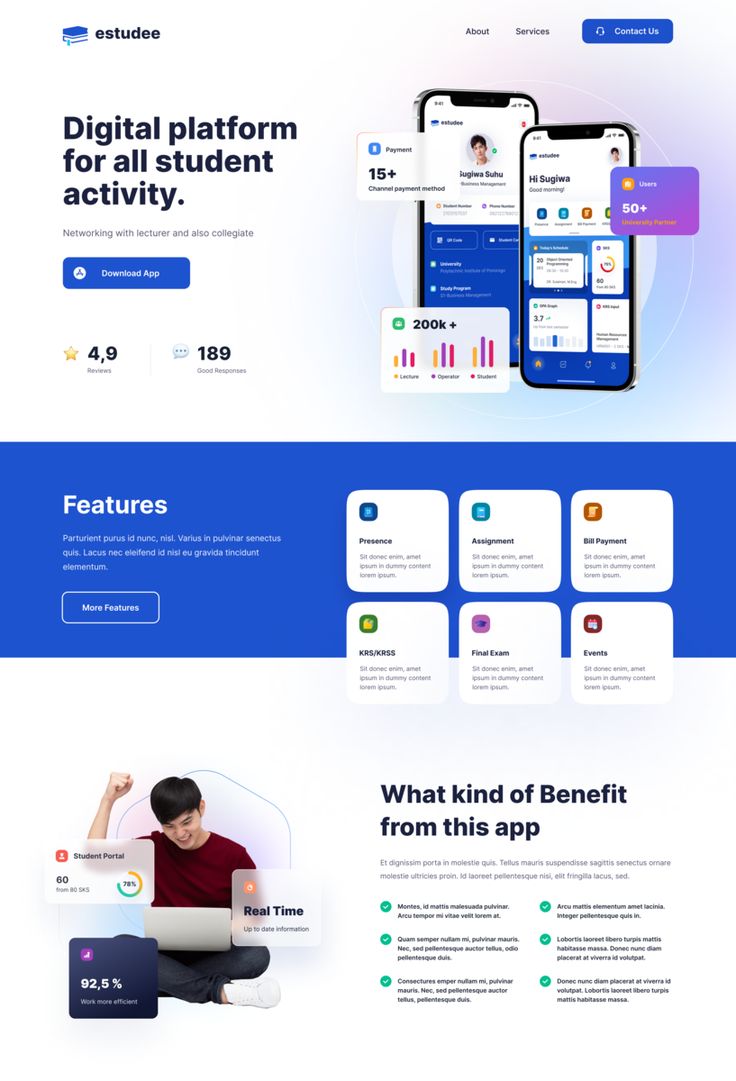 estudee
About
Services
Contact Us
Digital platform
for all student
activity.
Networking with lecturer and also collegiate
Download App
4,9
Reviews
189
Good Responses
Payment
15+
Channel payment method
9:41
estudee
Sugiwa Suhu
Business Management
Student Number
Phone Number
QR Code
University
Polytechnic Institute of Ponorogo
Study Program
S1-Business Management
200k +
Lecture
Operator
Student
9:41
estudee
Hi Sugiwa
Good morning!
Presence
Assignment
Bill Payment
Today's Schedule
20
Object Oriented
Programming
SKS
75%
60
From 80 SKS
GPA Graph
3.7
KRS Input
Human Resources
Management
Users
50+
University Partner
Features
Parturient purus id nunc, nisl. Varius in pulvinar senectus
quis. Lacus nec eleifend id nisl eu gravida tincidunt
elementum.
More Features
Presence
Sit donec enim, amet
ipsum in dummy content
lorem ipsum.
Assignment
Sit donec enim, amet
ipsum in dummy content
lorem ipsum.
Bill Payment
Sit donec enim, amet
ipsum in dummy content
lorem ipsum.
KRS/KRSS
Sit donec enim, amet
ipsum in dummy content
lorem ipsum.
Final Exam
Sit donec enim, amet
ipsum in dummy content
lorem ipsum.
Events
Sit donec enim, amet
ipsum in dummy content
lorem ipsum.
Student Portal
60
from 80 SKS
78%
Real Time
Up to date information
92,5 %
Work more efficient
What kind of Benefit
from this app
Et dignissim porta in molestie quis. Tellus mauris suspendisse sagittis senectus ornare
molestie ultricies proin. Id laoreet pellentesque nisi, elit fringilla lacus, sed.
Montes, id mattis malesuada pulvinar.
Arcu tempor mi vitae velit lorem at.
Arcu mattis elementum amet lacinia.
Integer pellentesque quis in.
Quam semper nullam mi, pulvinar mauris.
Nec, sed pellentesque auctor tellus, odio
pellentesque duis.
Lobortis laoreet libero turpis mattis
habitasse massa. Donec nunc diam
placerat at viverra id volutpat.
Consectures emper nullam mi, pulvinar
mauris. Nec, sed pellentesque auctor
tellus, pellentesque duis.
Donec nunc diam placerat at viverra id
volutpat. Lobortis laoreet libero turpis
mattis habitasse massa.